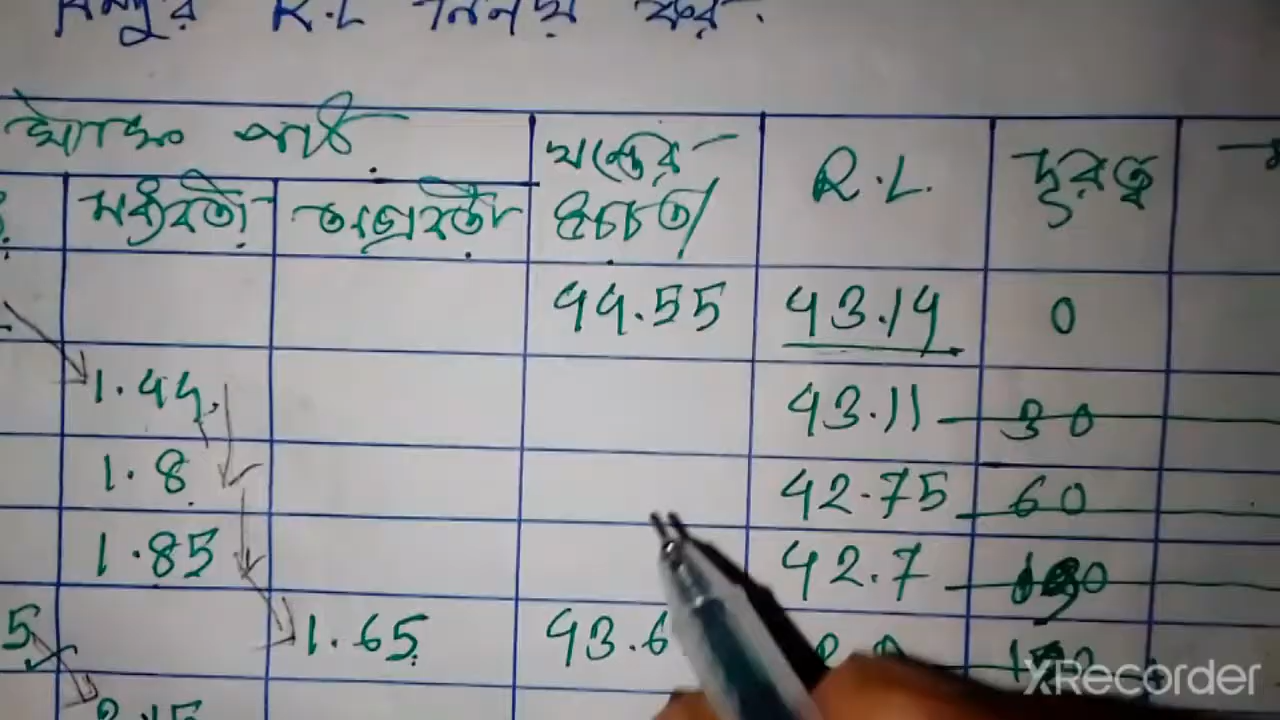 বিন্দুর R.L নির্ণয় কর.
পাঠ
যন্ত্রের R.L. দূরত্ব
মধ্যবর্তী অগ্রবর্তী উচ্চতা
44.55 43.14 0
1.44 43.11 30
1.8 42.75 60
1.85 42.7
5 1.65 43.6
XRecorder